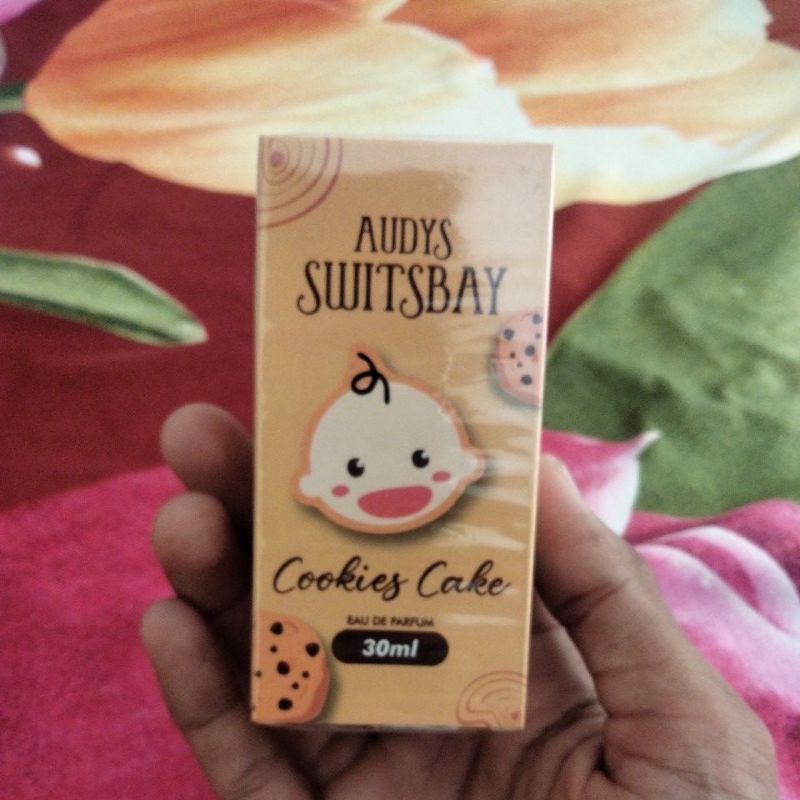 AUDYS
SWITSBAY
Cookies Cake
EAU DE PARFUM
30ml